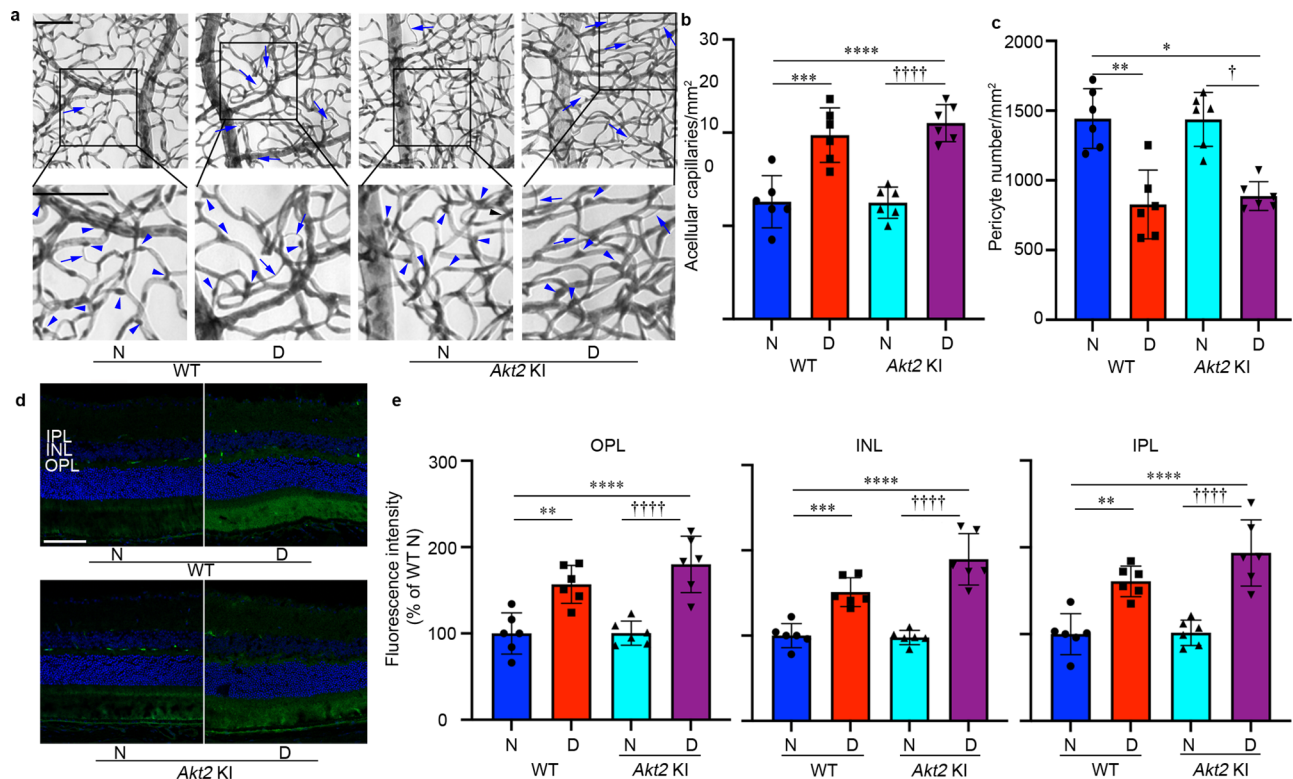 a
N
D
WT
N
D
Akt2 KI
b
Acellular capillaries/mm²
30
20
10
0
****
***
††††
N
D
N
D
WT
Akt2 KI
c
Pericyte number/mm²
2000
1500
1000
500
0
*
**
†
N
D
N
D
WT
Akt2 KI
d
IPL
INL
OPL
N
D
WT
N
D
Akt2 KI
e
Fluorescence intensity
(% of WT N)
OPL
300
200
100
0
****
**
††††
N
D
N
D
WT
Akt2 KI
INL
****
***
††††
N
D
N
D
WT
Akt2 KI
IPL
****
**
††††
N
D
N
D
WT
Akt2 KI